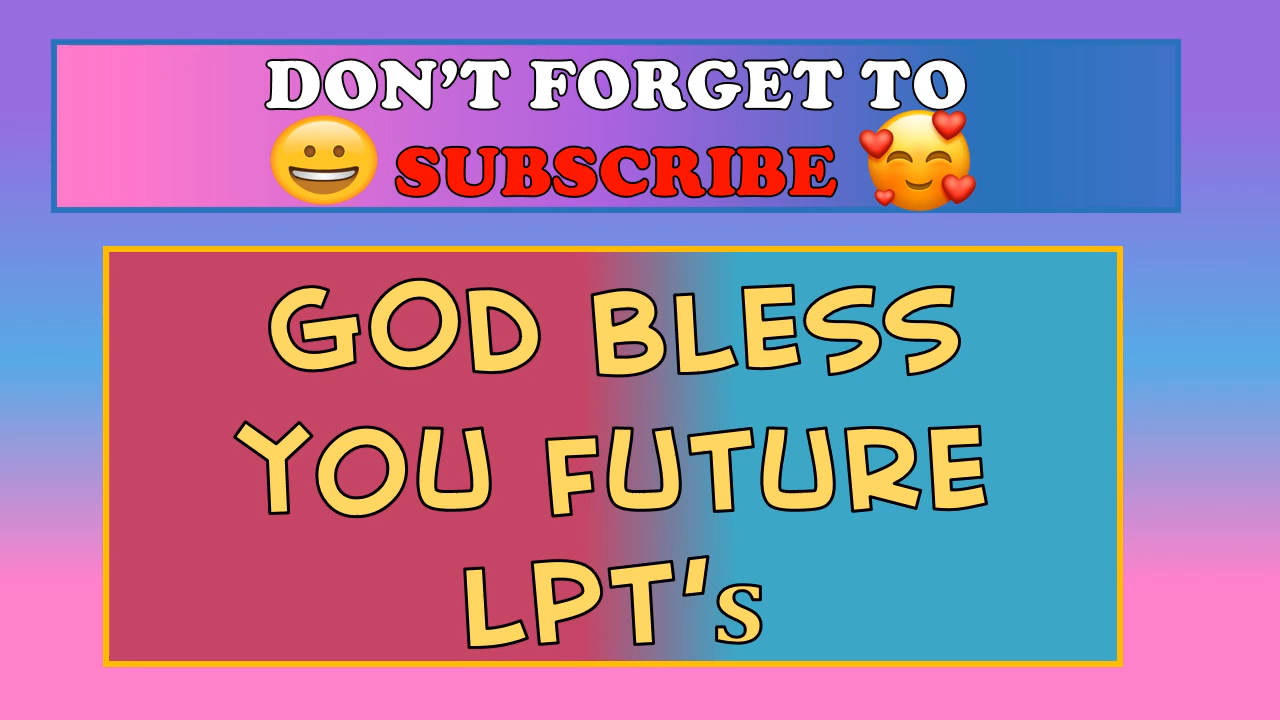 DON’T FORGET TO
SUBSCRIBE
GOD BLESS
YOU FUTURE
LPT’s